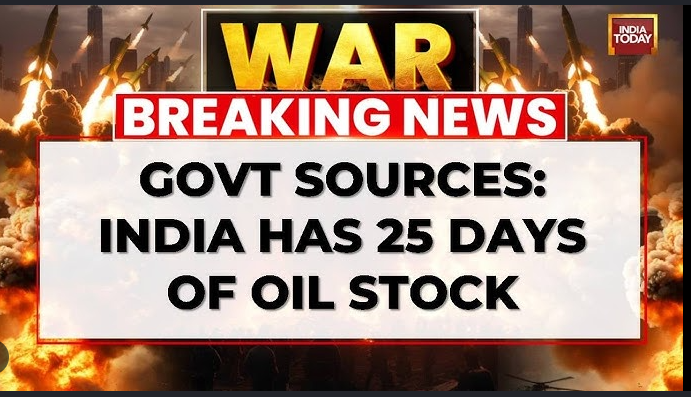 WAR
INDIA
TODAY
BREAKING NEWS
GOVT SOURCES:
INDIA HAS 25 DAYS
OF OIL STOCK